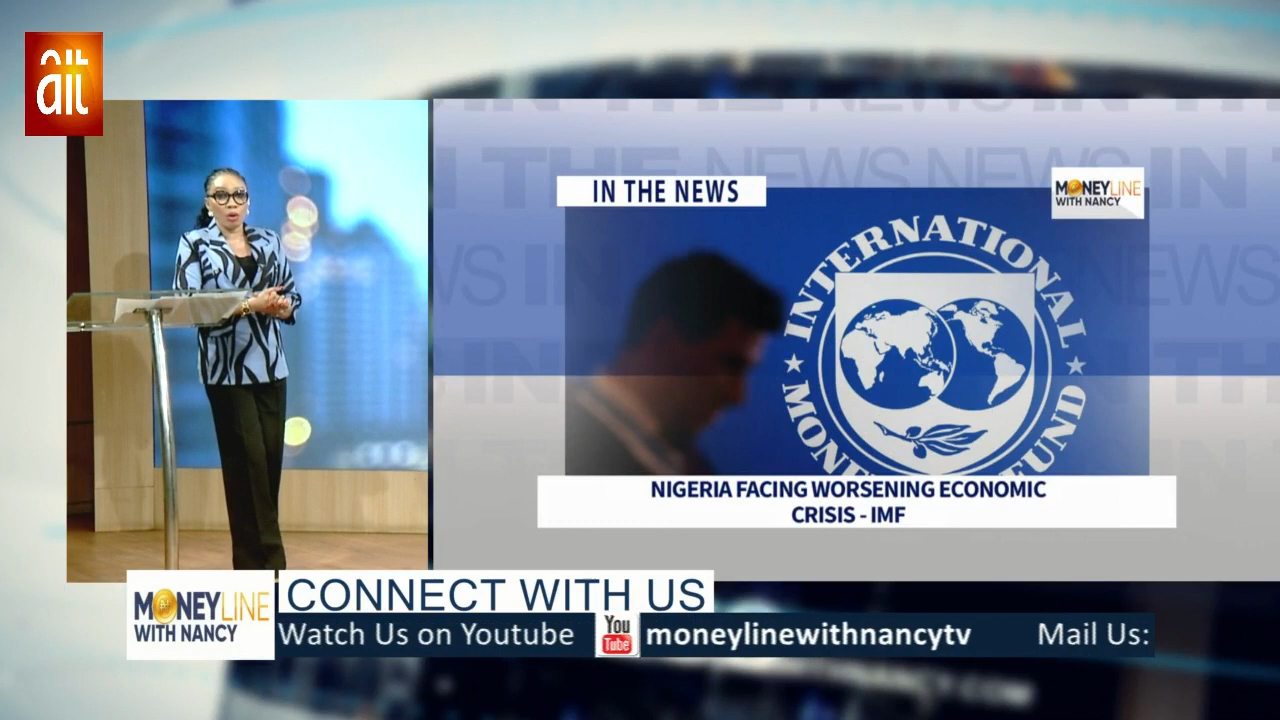 ait
IN THE NEWS
MONEYLINE
WITH NANCY
INTERNATIONAL
MONETARY FUND
NIGERIA FACING WORSENING ECONOMIC
CRISIS - IMF
MONEYLINE
WITH NANCY
CONNECT WITH US
Watch Us on Youtube You Tube moneylinewithnancytv Mail Us: